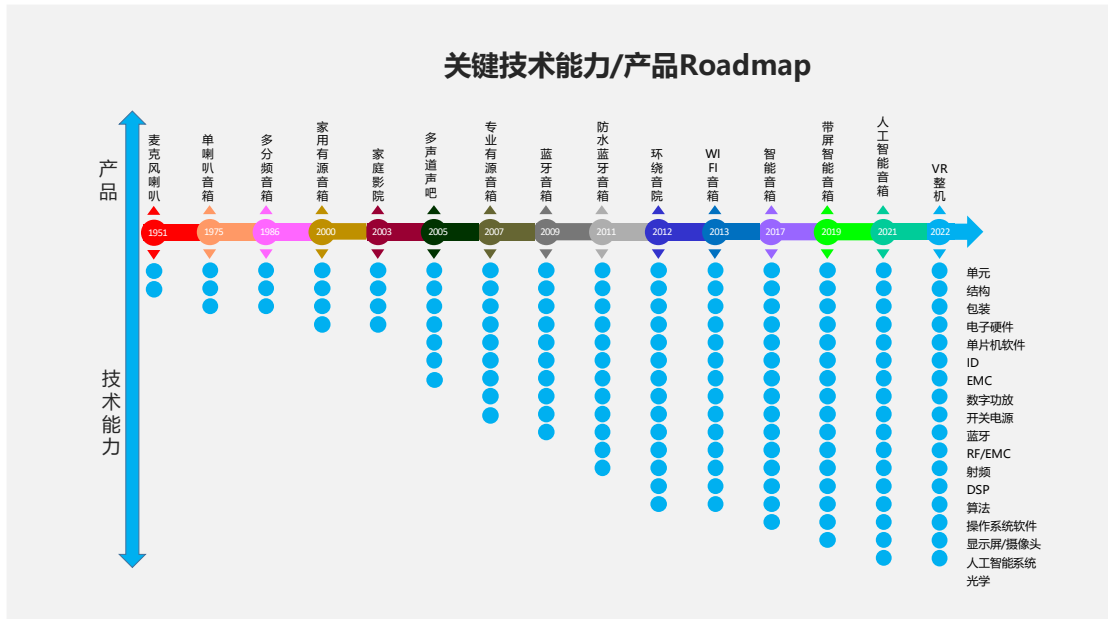 关键技术能力/产品Roadmap
产品
麦克风喇叭
单喇叭音箱
多分频音箱
家用有源音箱
家庭影院
多声道声吧
专业有源音箱
蓝牙音箱
防水蓝牙音箱
环绕音院
WIFI音箱
智能音箱
带屏智能音箱
人工智能音箱
VR整机
1951
1975
1986
2000
2003
2005
2007
2009
2011
2012
2013
2017
2019
2021
2022
技术能力
单元
结构
包装
电子硬件
单片机软件
ID
EMC
数字功放
开关电源
蓝牙
RF/EMC
射频
DSP
算法
操作系统软件
显示屏/摄像头
人工智能系统
光学